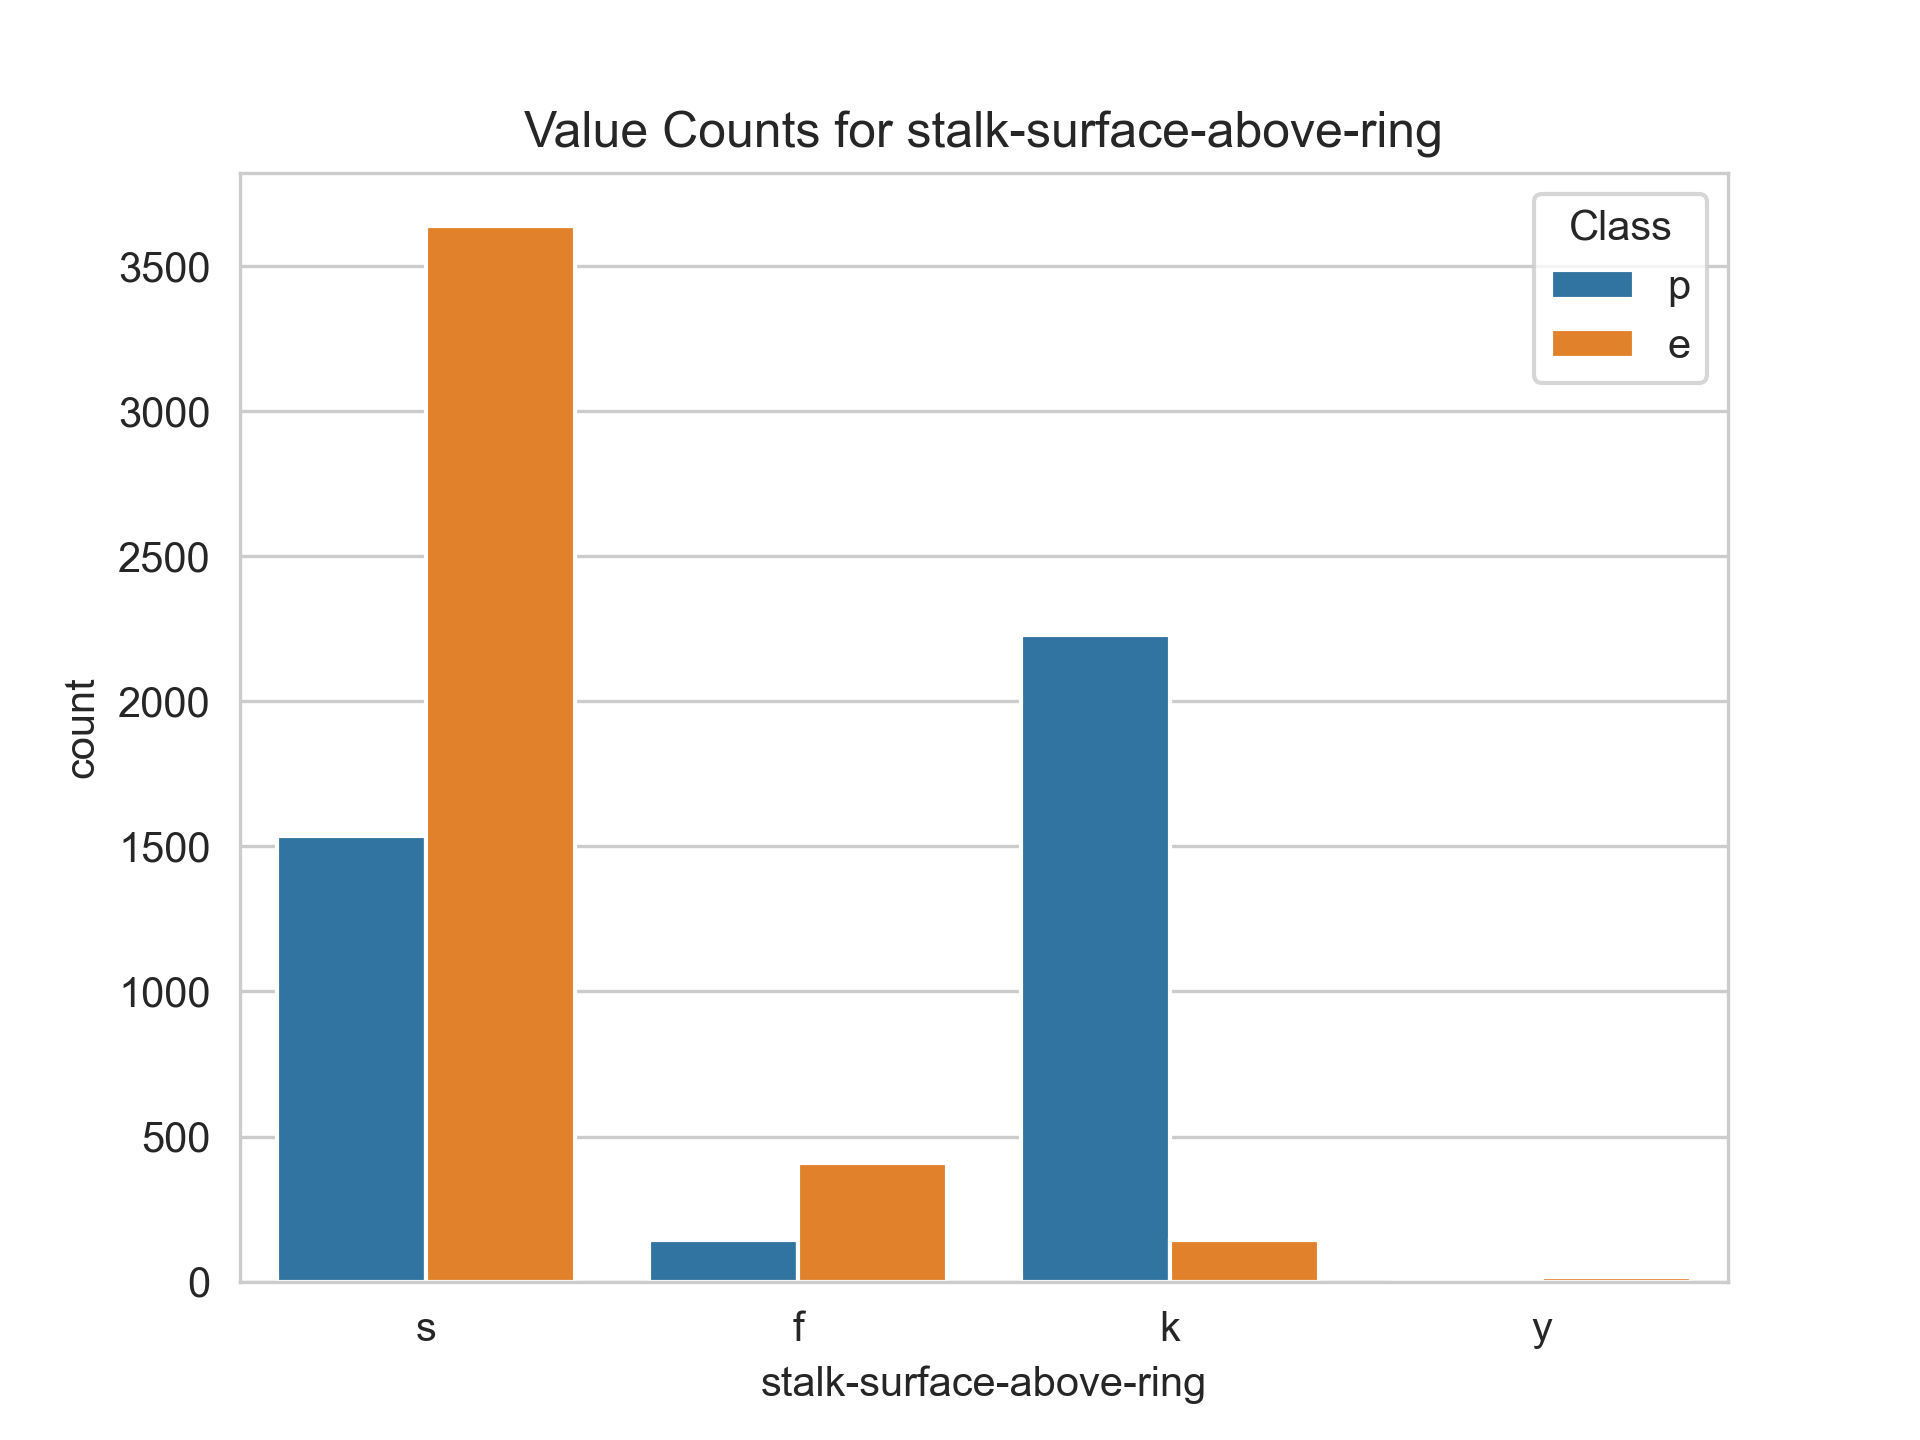 Value Counts for stalk-surface-above-ring
Class
p
e
3500
3000
2500
2000
1500
1000
500
0
count
s
f
k
y
stalk-surface-above-ring